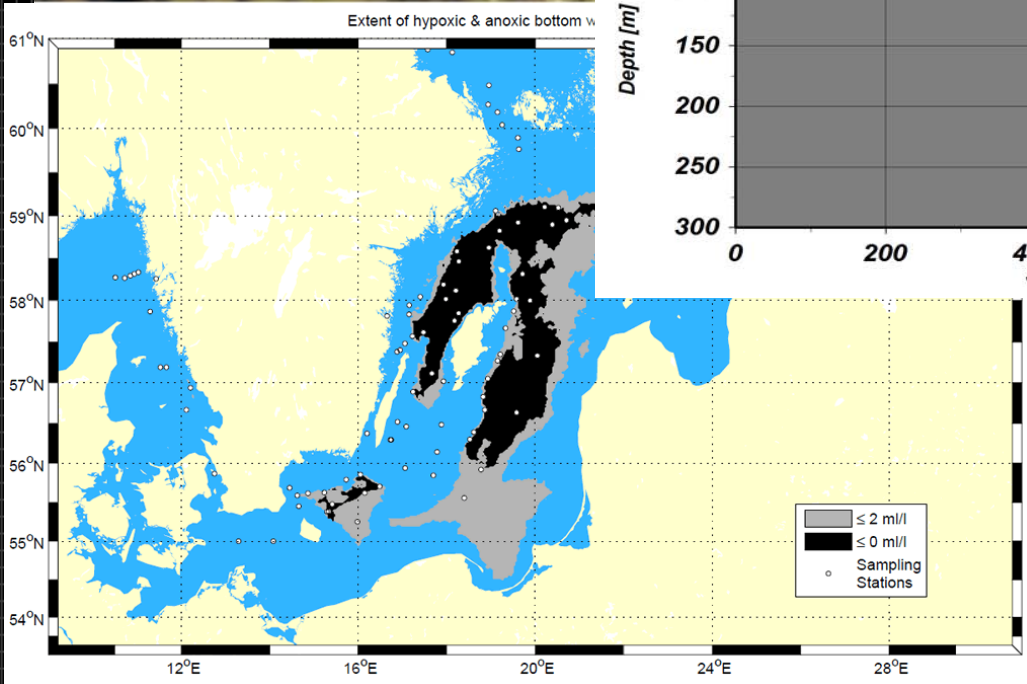 Extent of hypoxic & anoxic bottom w
61°N
60°N
59°N
58°N
57°N
56°N
55°N
54°N
12°E
16°E
20°E
24°E
28°E
≤ 2 ml/l
≤ 0 ml/l
Sampling
Stations
Depth [m]
150
200
250
300
0
200
4